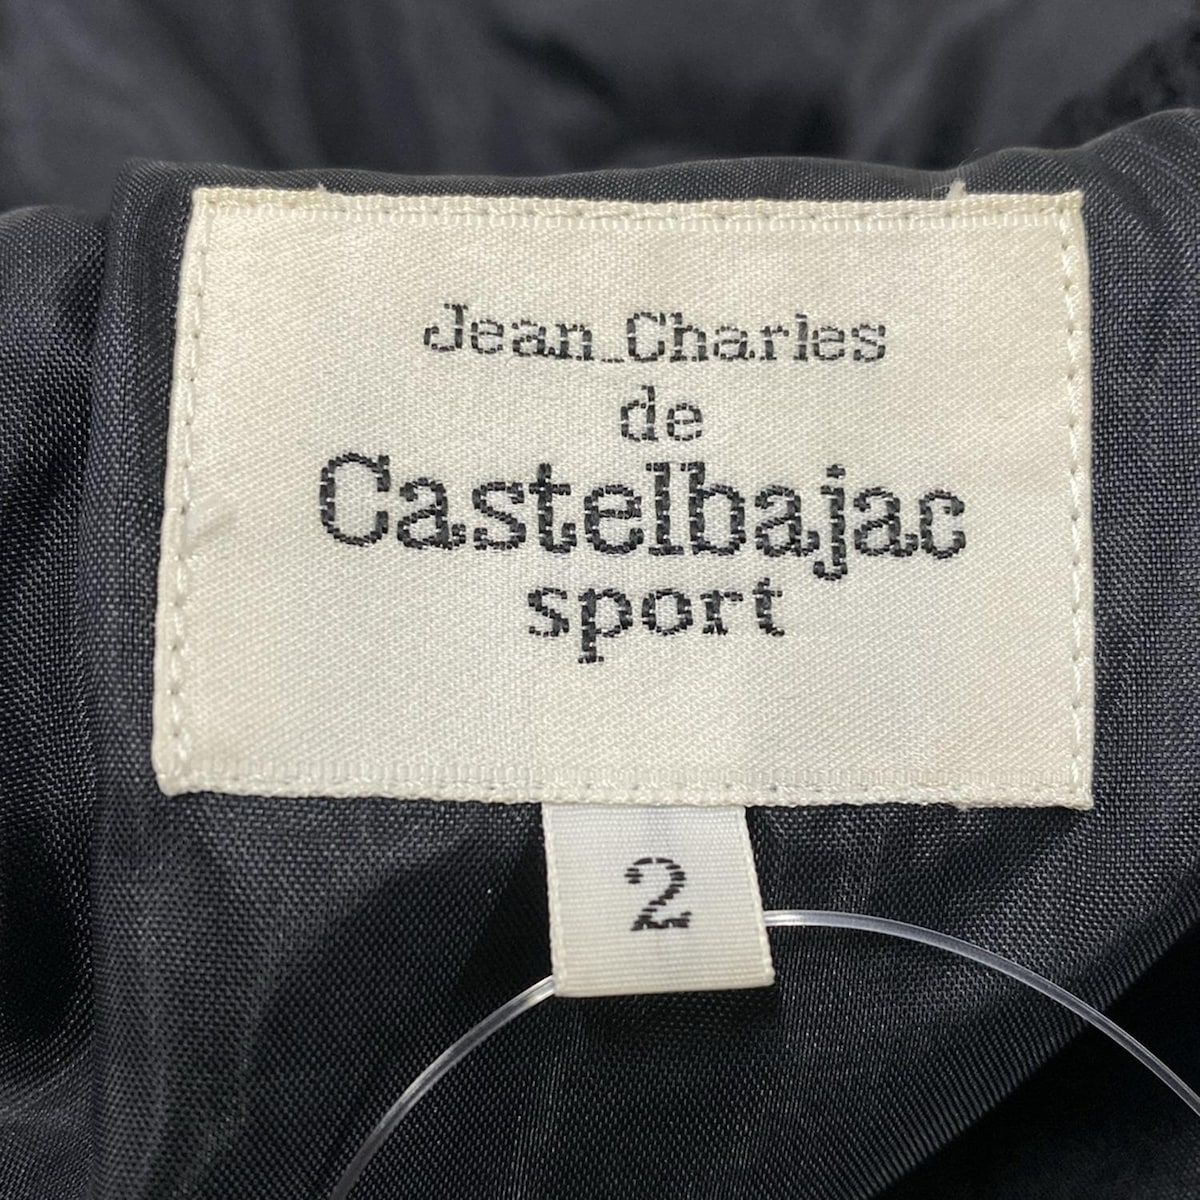 Jean_Charles
de
Castelbajac
sport
2